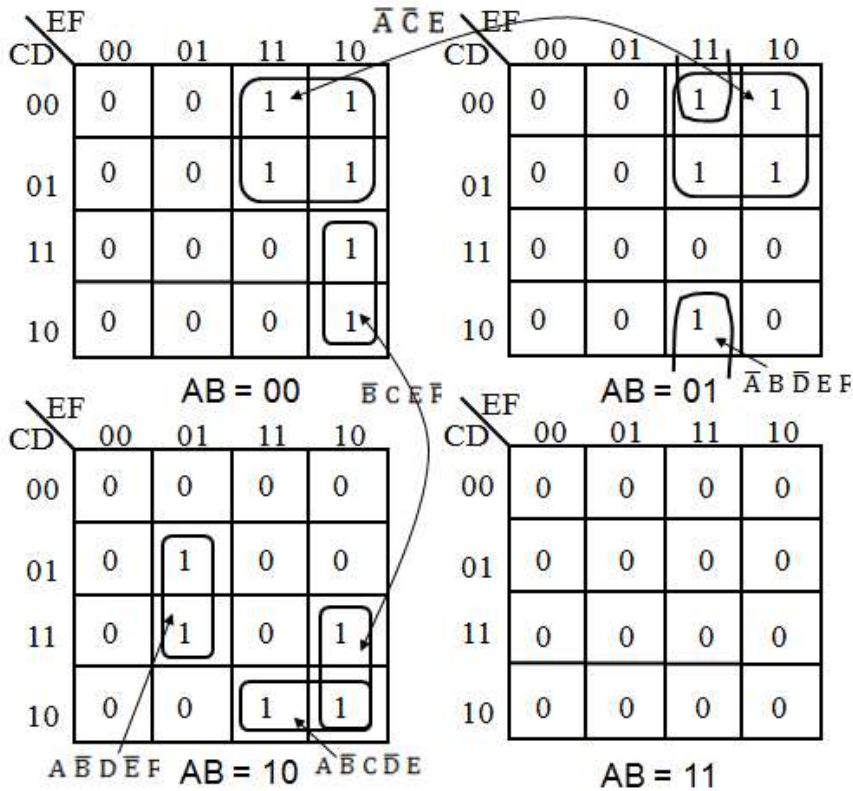 EF A̅ C̅ E EF
CD 00 01 11 10 CD 00 01 11 10
00 0 0 1 1 00 0 0 1 1
01 0 0 1 1 01 0 0 1 1
11 0 0 0 1 11 0 0 0 0
10 0 0 0 1 10 0 0 1 0
AB = 00 B̅ C E F̅ AB = 01 A̅ B D̅ E F
EF EF
CD 00 01 11 10 CD 00 01 11 10
00 0 0 0 0 00 0 0 0 0
01 0 1 0 0 01 0 0 0 0
11 0 1 0 1 11 0 0 0 0
10 0 0 1 1 10 0 0 0 0
A B̅ D E̅ F AB = 10 A B̅ C D̅ E AB = 11